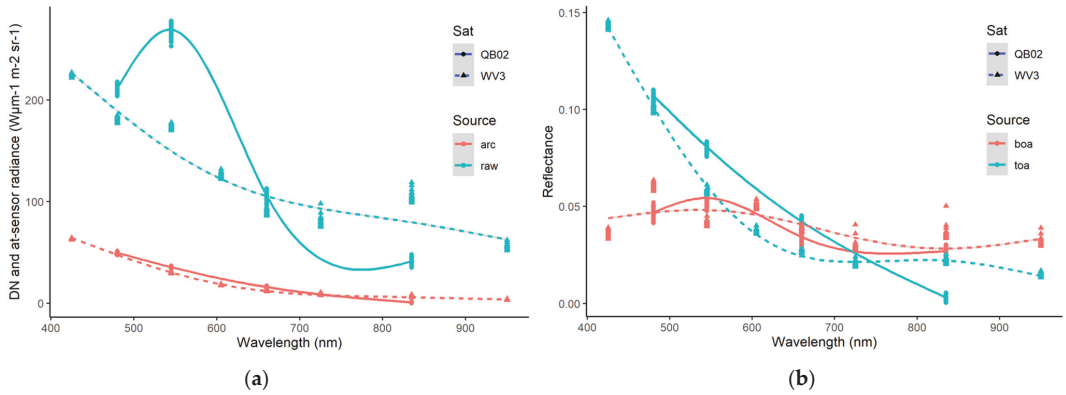 DN and at-sensor radiance (Wµm-1 m-2 sr-1)
200
100
0
400
500
600
700
800
900
Wavelength (nm)
Sat
QB02
WV3
Source
arc
raw
(a)
Reflectance
0.15
0.10
0.05
0.00
400
500
600
700
800
900
Wavelength (nm)
Sat
QB02
WV3
Source
boa
toa
(b)